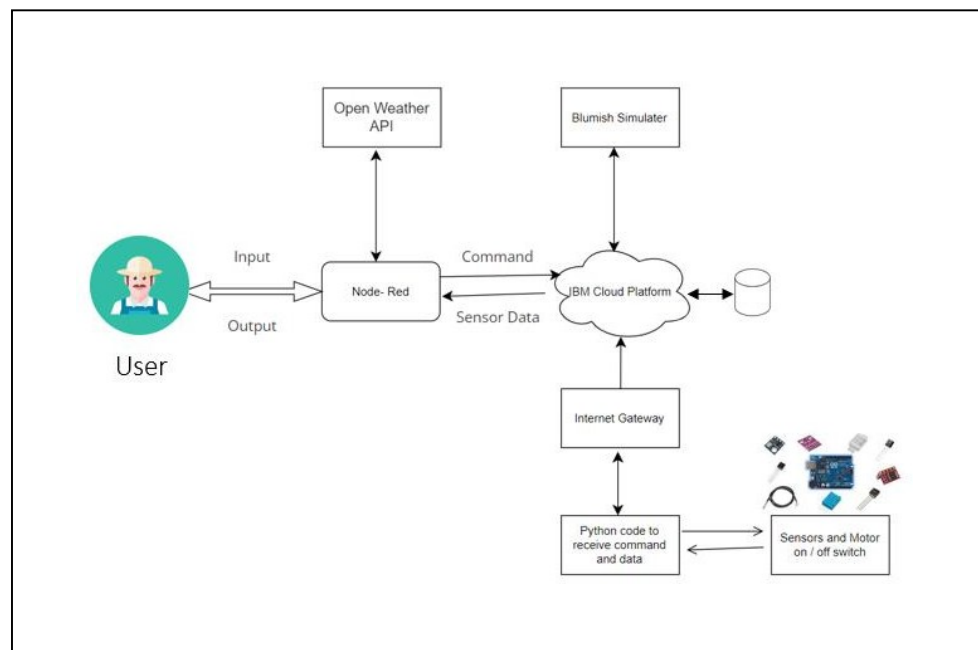 Open Weather
API
Blumish Simulater
Input
Command
Node- Red
IBM Cloud Platform
Output
Sensor Data
User
Internet Gateway
Python code to
receive command
and data
Sensors and Motor
on / off switch